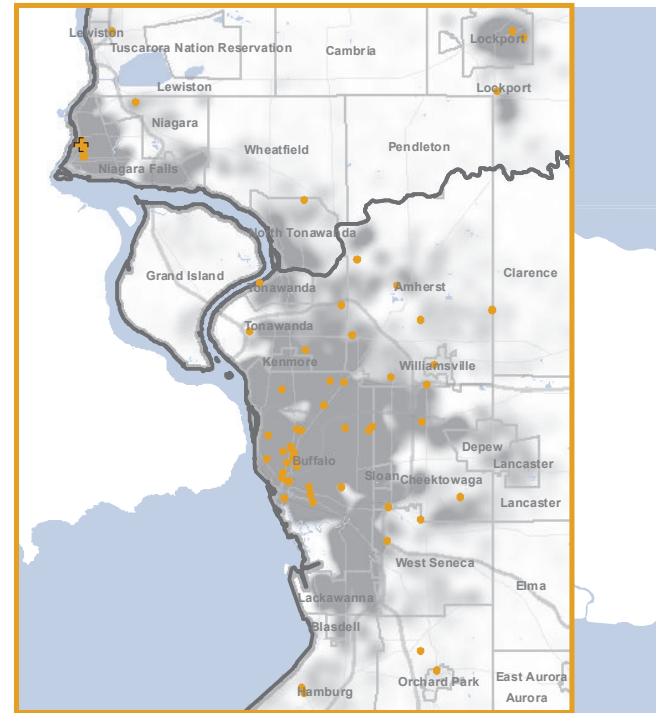 Lewiston
Lockport
Tuscarora Nation Reservation
Cambria
Lewiston
Lockport
Niagara
Pendleton
Wheatfield
Niagara Falls
North Tonawanda
Clarence
Grand Island
Tonawanda
Amherst
Tonawanda
Kenmore
Williamsville
Depew
Buffalo
Lancaster
Sloan
Cheektowaga
Lancaster
West Seneca
Elma
Lackawanna
Blasdell
East Aurora
Orchard Park
Hamburg
Aurora